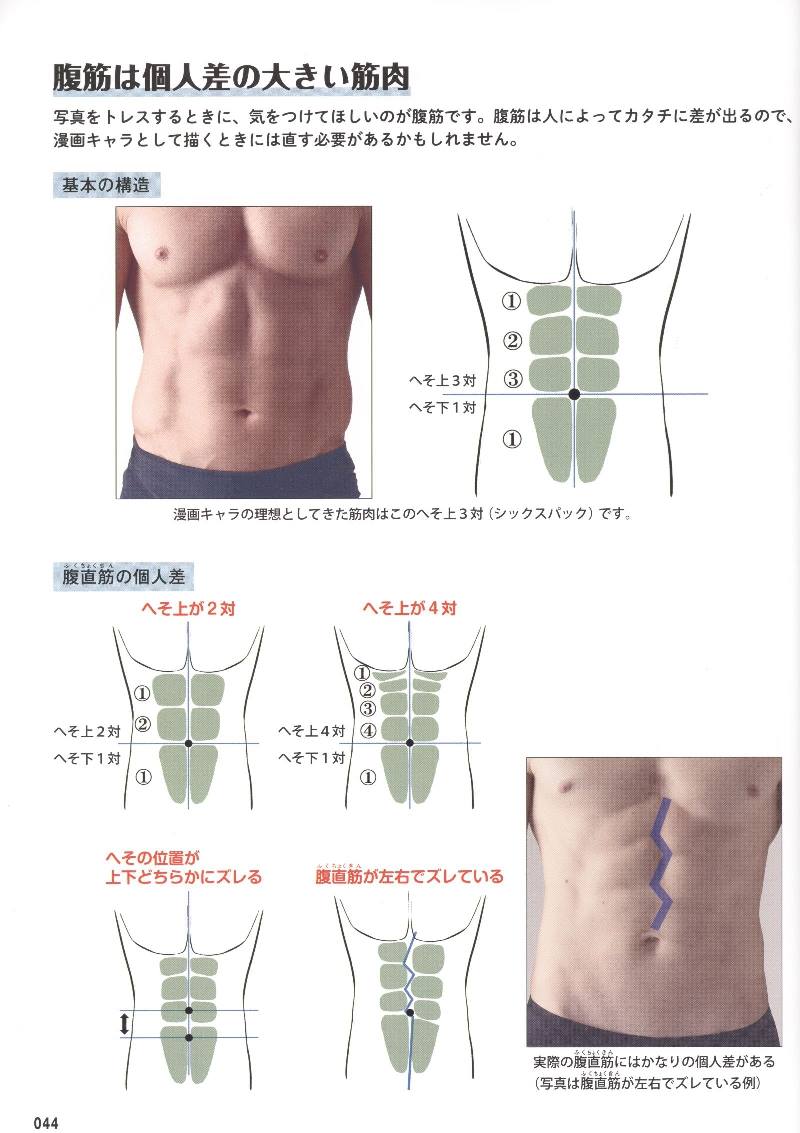 腹筋は個人差の大きい筋肉
写真をトレスするときに、気をつけてほしいのが腹筋です。腹筋は人によってカタチに差が出るので、
漫画キャラとして描くときには直す必要があるかもしれません。
基本の構造
①
②
③
へそ上3対
へそ下1対
①
漫画キャラの理想としてきた筋肉はこのへそ上3対（シックスパック）です。
ふくちょくきん
腹直筋の個人差
へそ上が2対
①
②
へそ上2対
へそ下1対
①
へそ上が4対
①
②
③
④
へそ上4対
へそ下1対
①
へその位置が
上下どちらかにズレる
ふくちょくきん
腹直筋が左右でズレている
ふくちょくきん
実際の腹直筋にはかなりの個人差がある
ふくちょくきん
（写真は腹直筋が左右でズレている例）
044